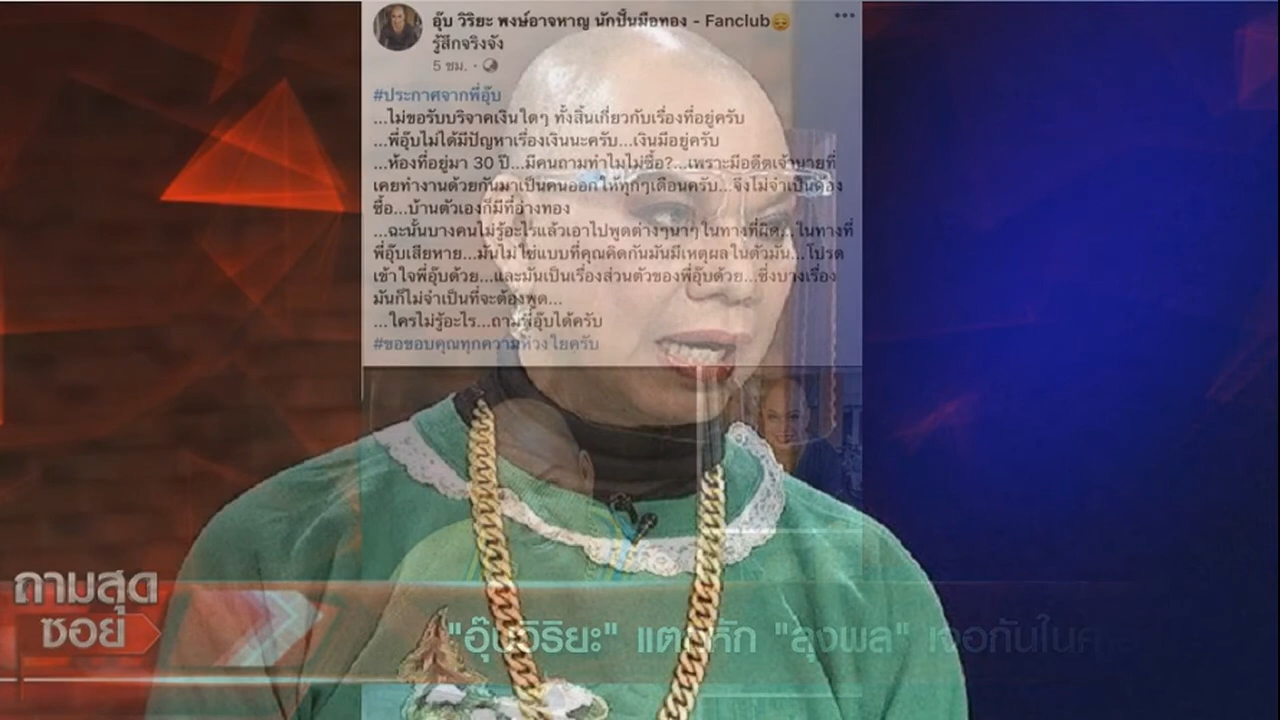 อุ๊บ วิริยะ พงษ์อาจหาญ นักปั้นมือทอง - Fanclub😔
รู้สึกจริงจัง
5 ชม. ·
#ประกาศจากพี่อุ๊บ
...ไม่ขอรับบริจาคเงินใดๆ ทั้งสิ้นเกี่ยวกับเรื่องที่อยู่ครับ
...พี่อุ๊บไม่ได้มีปัญหาเรื่องเงินนะครับ...เงินมีอยู่ครับ
...ห้องที่อยู่มา 30 ปี...มีคนถามทำไมไม่ซื้อ?...เพราะมีอดีตเจ้านายที่
เคยทำงานด้วยกันมาเป็นคนออกให้ทุกๆเดือนครับ...จึงไม่จำเป็นต้อง
ซื้อ...บ้านตัวเองก็มีที่อ่างทอง
...ฉะนั้นบางคนไม่รู้อะไรแล้วเอาไปพูดต่างๆนาๆในทางที่ผิด...ในทางที่
พี่อุ๊บเสียหาย...มันไม่ใช่แบบที่คุณคิดกันมันมีเหตุผลในตัวมัน...โปรด
เข้าใจพี่อุ๊บด้วย...และมันเป็นเรื่องส่วนตัวของพี่อุ๊บด้วย...ซึ่งบางเรื่อง
มันก็ไม่จำเป็นที่จะต้องพูด...
...ใครไม่รู้อะไร...ถามพี่อุ๊บได้ครับ
#ขอขอบคุณทุกความห่วงใยครับ
ถามสุด
ซอย
"อุ๊บวิริยะ" แตกหัก "ลุงพล" เจอกันใน